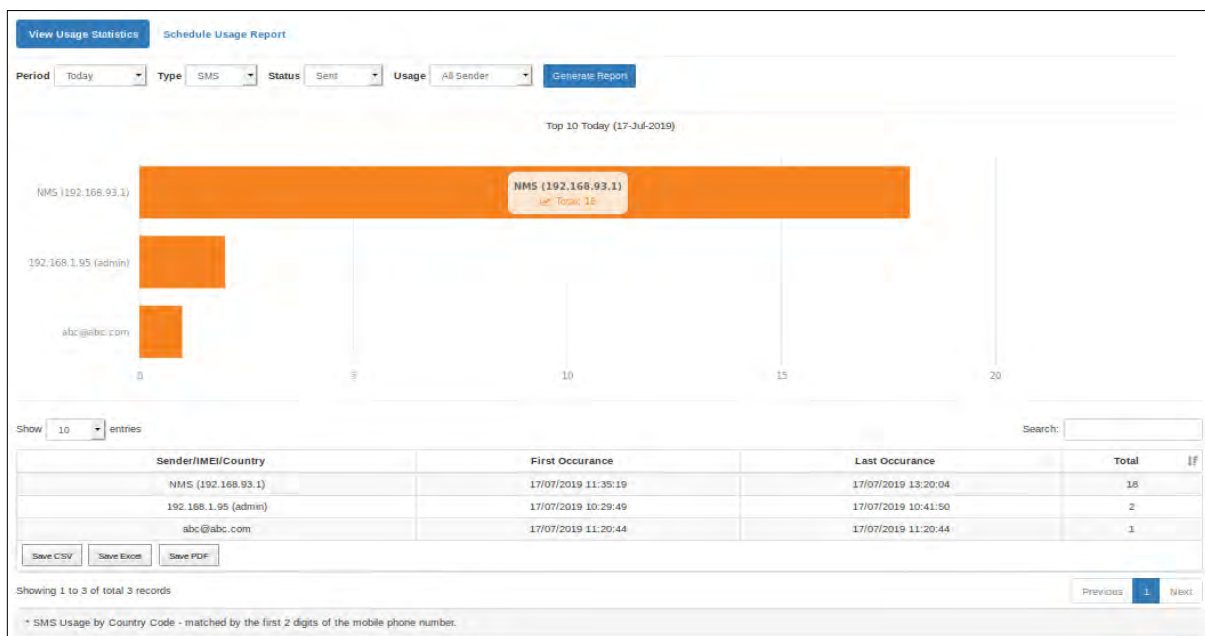 View Usage Statistics Schedule Usage Report
Period Today Type SMS Status Sent Usage All Sender Generate Report
Top 10 Today (17-Jul-2019)
NMS (192.168.93.1)
NMS (192.168.93.1)
Total: 18
192.168.1.95 (admin)
abc@abc.com
0 5 10 15 20
Show 10 entries Search:
Sender/IMEI/Country First Occurance Last Occurance Total
NMS (192.168.93.1) 17/07/2019 11:35:19 17/07/2019 13:20:04 18
192.168.1.95 (admin) 17/07/2019 10:29:49 17/07/2019 10:41:50 2
abc@abc.com 17/07/2019 11:20:44 17/07/2019 11:20:44 1
Save CSV Save Excel Save PDF
Showing 1 to 3 of total 3 records Previous 1 Next
* SMS Usage by Country Code - matched by the first 2 digits of the mobile phone number.